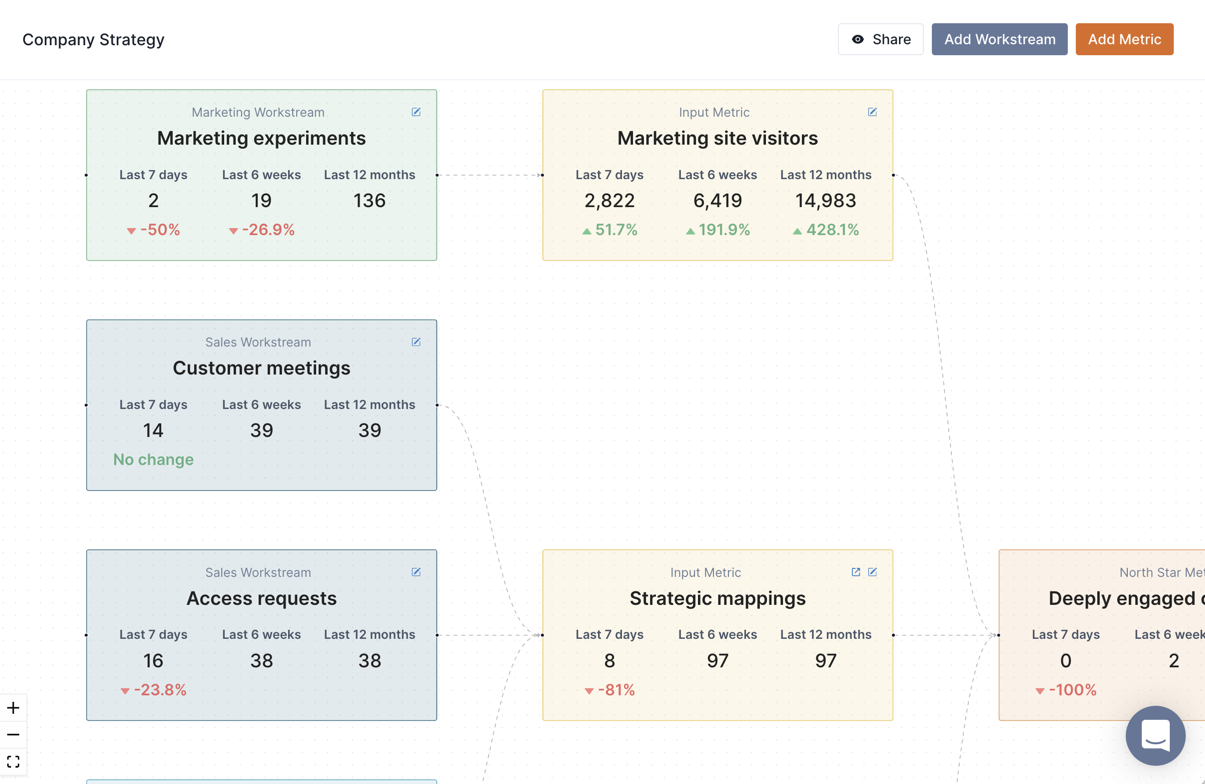 Company Strategy
Share
Add Workstream
Add Metric
Marketing Workstream
Marketing experiments
Last 7 days Last 6 weeks Last 12 months
2 19 136
-50% -26.9%
Input Metric
Marketing site visitors
Last 7 days Last 6 weeks Last 12 months
2,822 6,419 14,983
51.7% 191.9% 428.1%
Sales Workstream
Customer meetings
Last 7 days Last 6 weeks Last 12 months
14 39 39
No change
Sales Workstream
Access requests
Last 7 days Last 6 weeks Last 12 months
16 38 38
-23.8%
Input Metric
Strategic mappings
Last 7 days Last 6 weeks Last 12 months
8 97 97
-81%
North Star Met
Deeply engaged
Last 7 days Last 6 week
0 2
-100%